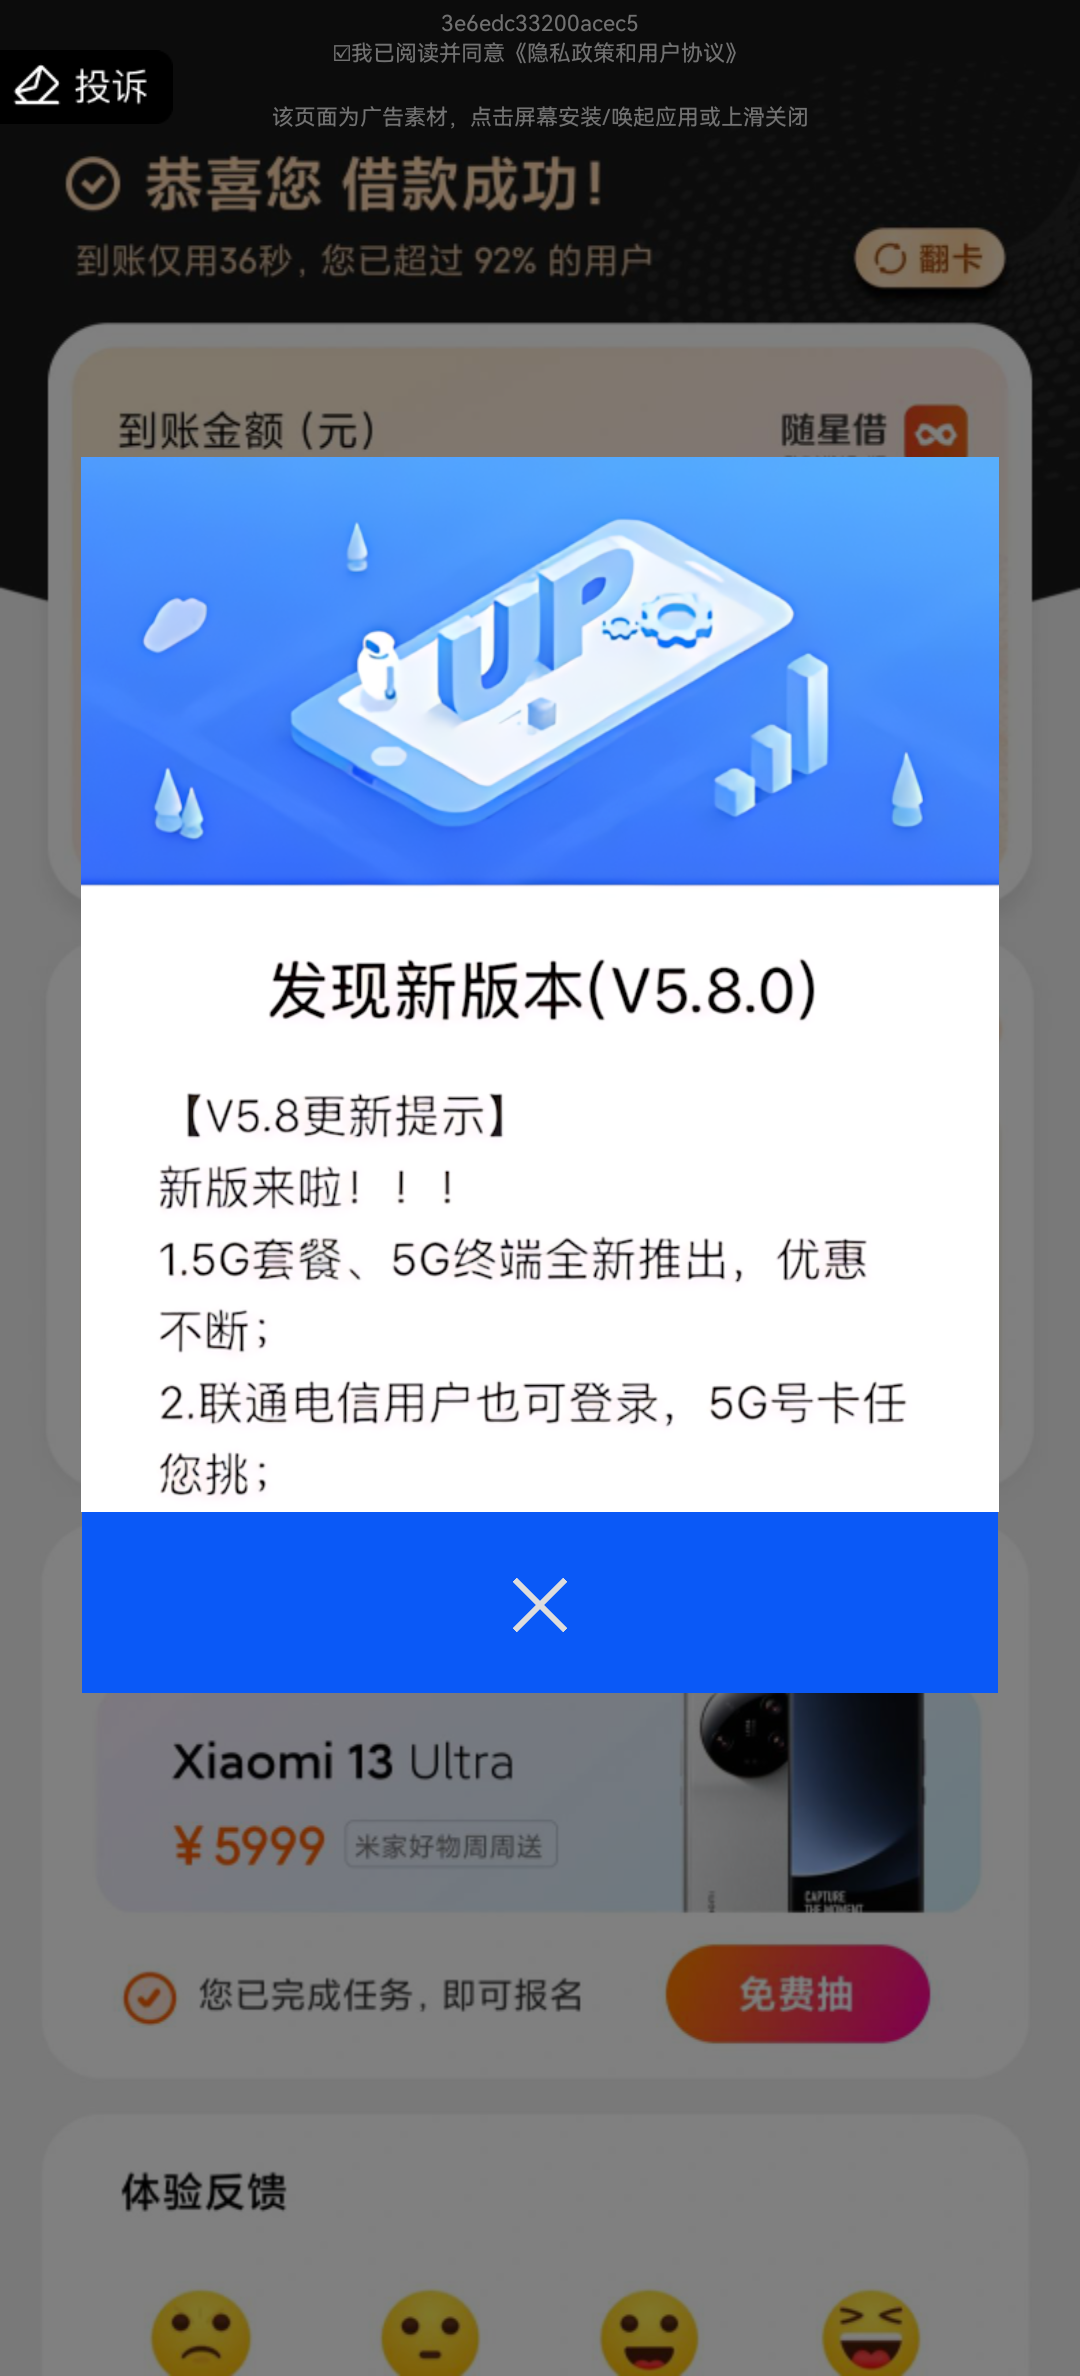 3e6edc33200acec5
☑我已阅读并同意《隐私政策和用户协议》
投诉
该页面为广告素材，点击屏幕安装/唤起应用或上滑关闭
恭喜您 借款成功！
到账仅用36秒，您已超过 92% 的用户
翻卡
到账金额（元）
随星借
UP
发现新版本(V5.8.0)
【V5.8更新提示】
新版来啦！！！
1.5G套餐、5G终端全新推出，优惠
不断；
2.联通电信用户也可登录，5G号卡任
您挑；
Xiaomi 13 Ultra
¥5999
米家好物周周送
CAPTURE
THE MOMENT
您已完成任务，即可报名
免费抽
体验反馈